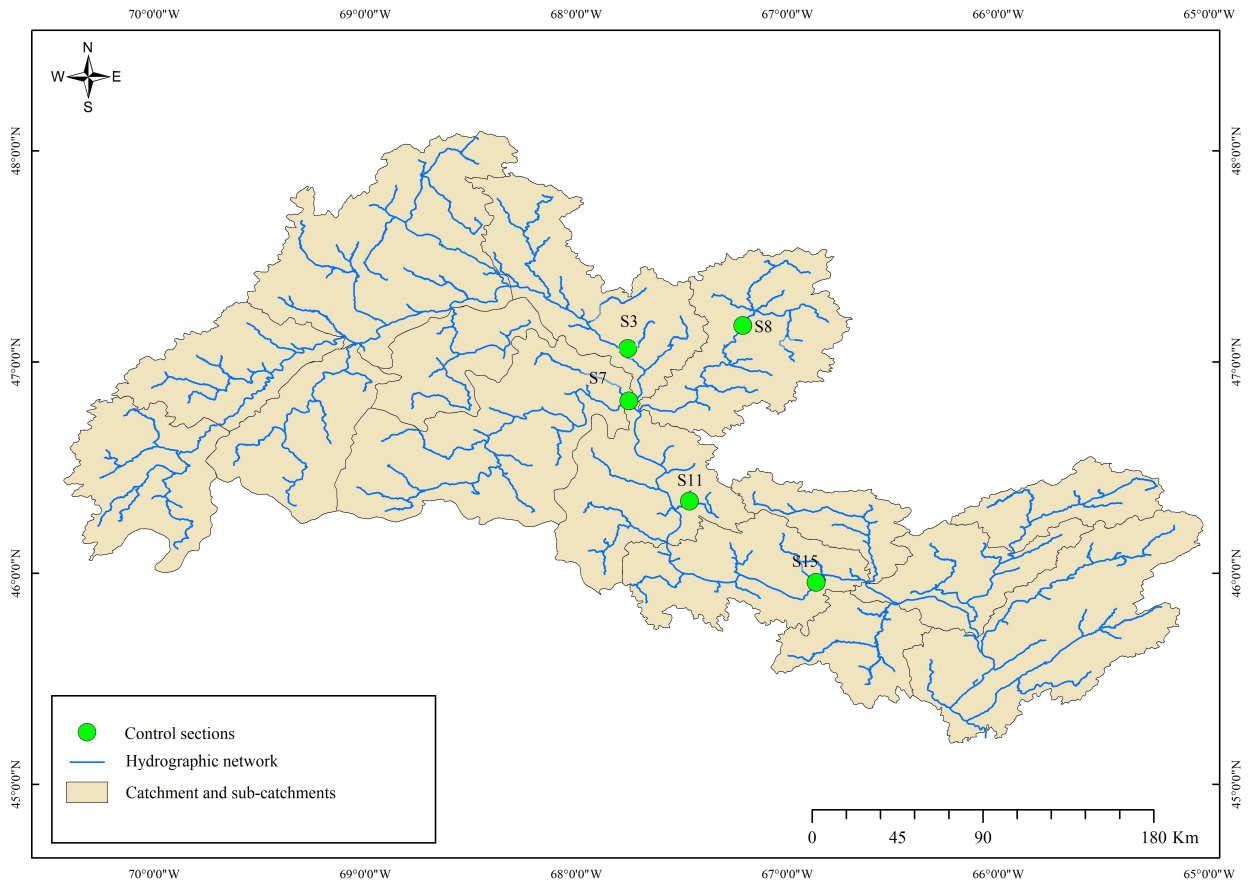 70°0'0"W 69°0'0"W 68°0'0"W 67°0'0"W 66°0'0"W 65°0'0"W
N
W E
S
48°0'0"N 48°0'0"N
S3
S8
47°0'0"N 47°0'0"N
S7
S11
S15
46°0'0"N 46°0'0"N
Control sections
Hydrographic network
Catchment and sub-catchments
45°0'0"N 45°0'0"N
0 45 90 180 Km
70°0'0"W 69°0'0"W 68°0'0"W 67°0'0"W 66°0'0"W 65°0'0"W